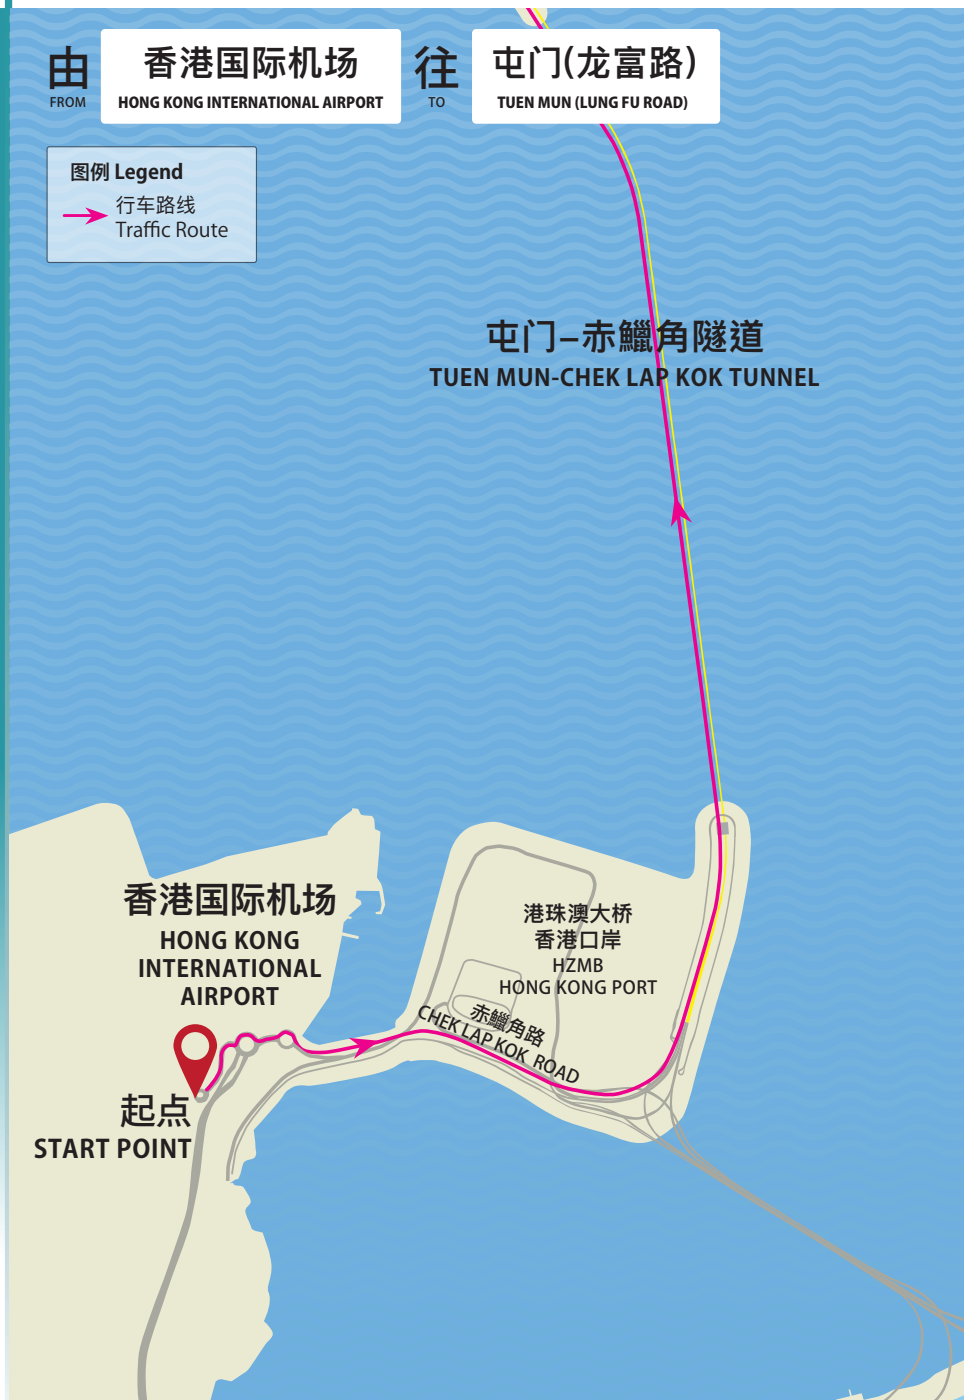 由
FROM
香港国际机场
HONG KONG INTERNATIONAL AIRPORT
往
TO
屯门(龙富路)
TUEN MUN (LUNG FU ROAD)
图例 Legend
行车路线
Traffic Route
屯门–赤鱲角隧道
TUEN MUN-CHEK LAP KOK TUNNEL
香港国际机场
HONG KONG
INTERNATIONAL
AIRPORT
港珠澳大桥
香港口岸
HZMB
HONG KONG PORT
赤鱲角路
CHEK LAP KOK ROAD
起点
START POINT